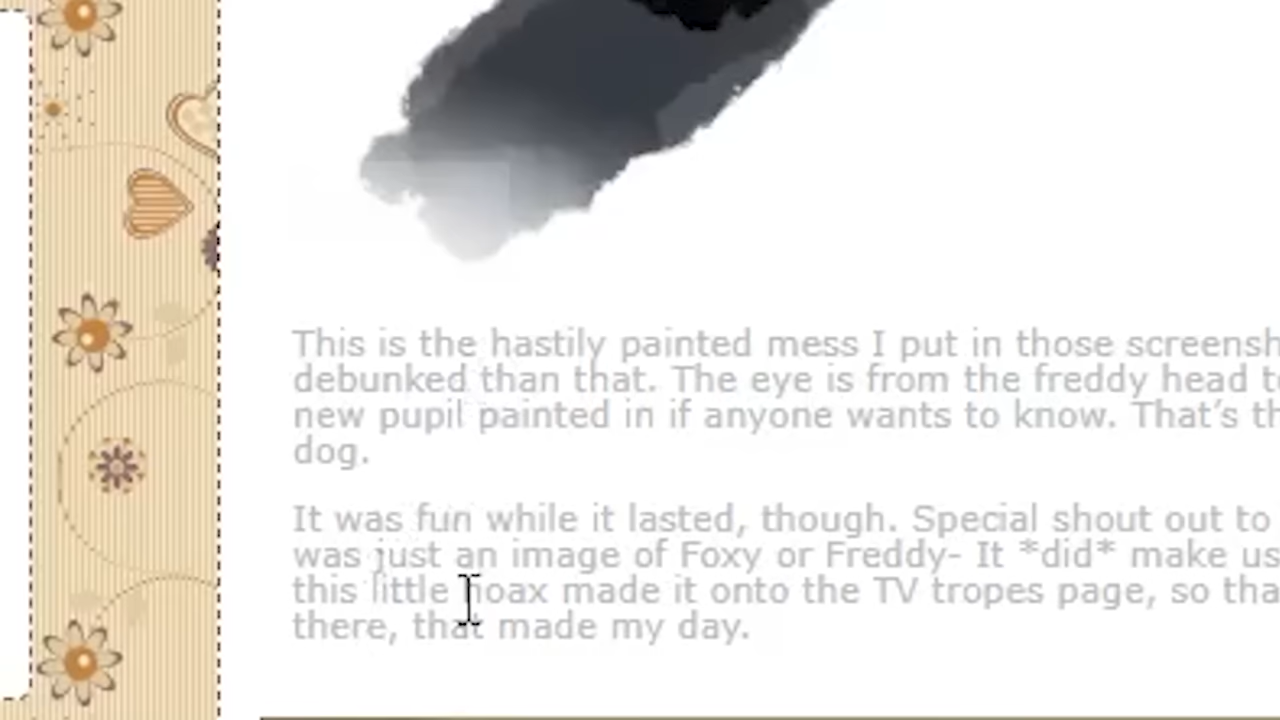 This is the hastily painted mess I put in those
debunked than that. The eye is from the freddy head
new pupil painted in if anyone wants to know. That’s
dog.
It was fun while it lasted, though. Special shout out to
was just an image of Foxy or Freddy- It *did* make us
this little hoax made it onto the TV tropes page, so
there, that made my day.